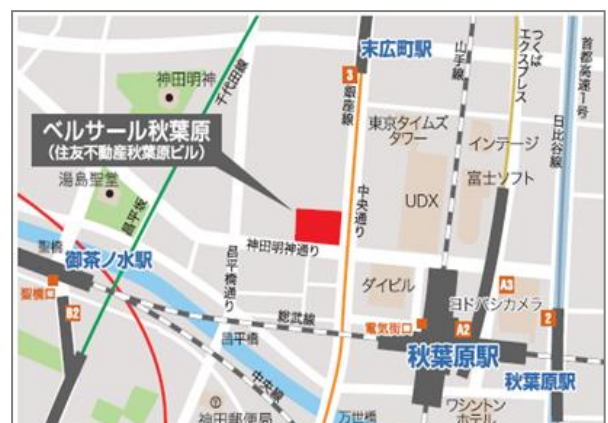 末広町駅
3
銀座線
山手線
つくば
エクスプレス
首都高速1号
日比谷線
神田明神
千代田線
ベルサール秋葉原
(住友不動産秋葉原ビル)
東京タイムズ
タワー
インテージ
富士ソフト
UDX
中央通り
湯島聖堂
昌平坂
神田明神通り
昌平橋通り
聖橋
御茶ノ水駅
聖橋口
B2
総武線
昌平橋
中央線
ダイビル
電気街口
A3
ヨドバシカメラ
A2
2
秋葉原駅
秋葉原駅
ワシントン
ホテル
万世橋
神田郵便局